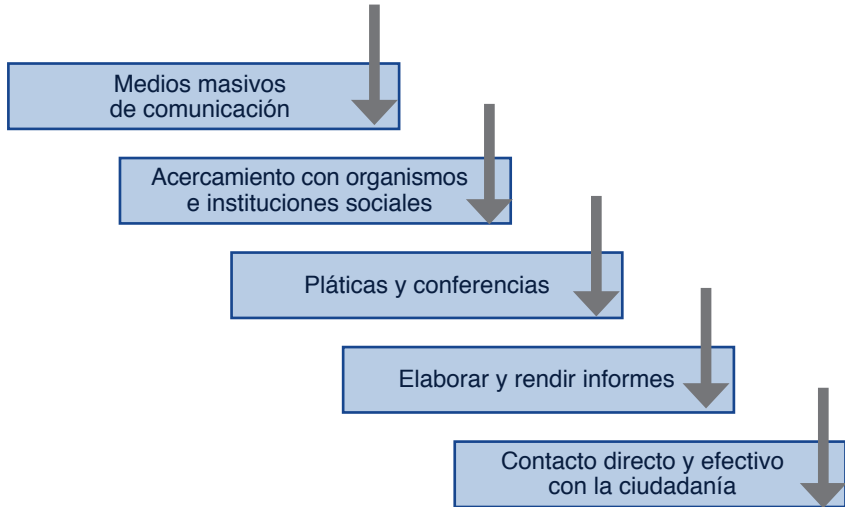 Medios masivos
de comunicación
Acercamiento con organismos
e instituciones sociales
Pláticas y conferencias
Elaborar y rendir informes
Contacto directo y efectivo
con la ciudadanía